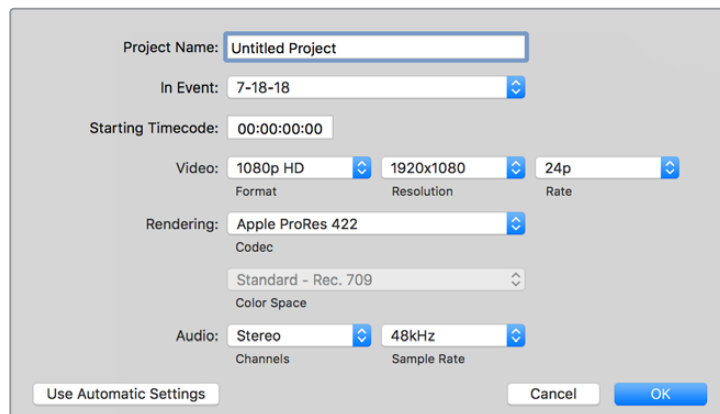 Project Name: Untitled Project
In Event: 7-18-18
Starting Timecode: 00:00:00:00
Video: 1080p HD 1920x1080 24p
Format Resolution Rate
Rendering: Apple ProRes 422
Codec
Standard - Rec. 709
Color Space
Audio: Stereo 48kHz
Channels Sample Rate
Use Automatic Settings Cancel OK